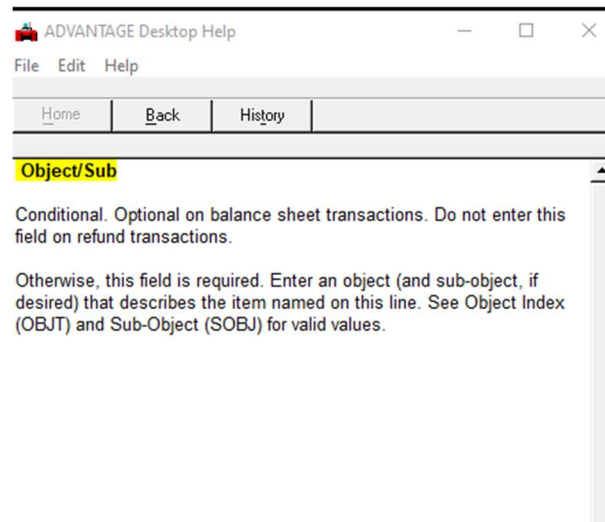 ADVANTAGE Desktop Help
File Edit Help
Home Back History
Object/Sub
Conditional. Optional on balance sheet transactions. Do not enter this
field on refund transactions.
Otherwise, this field is required. Enter an object (and sub-object, if
desired) that describes the item named on this line. See Object Index
(OBJT) and Sub-Object (SOBJ) for valid values.